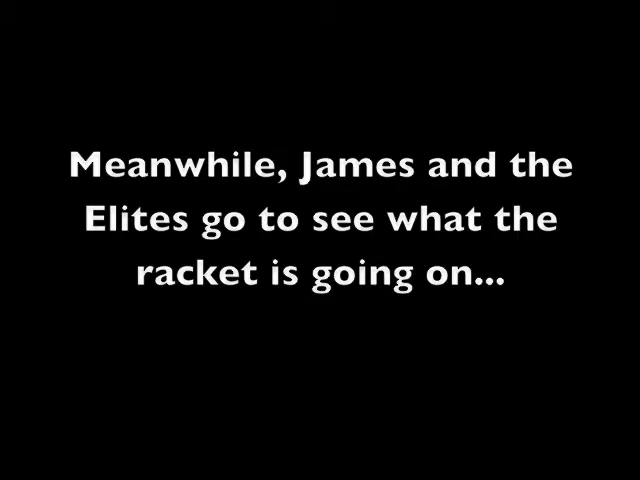 Meanwhile, James and the
Elites go to see what the
racket is going on...